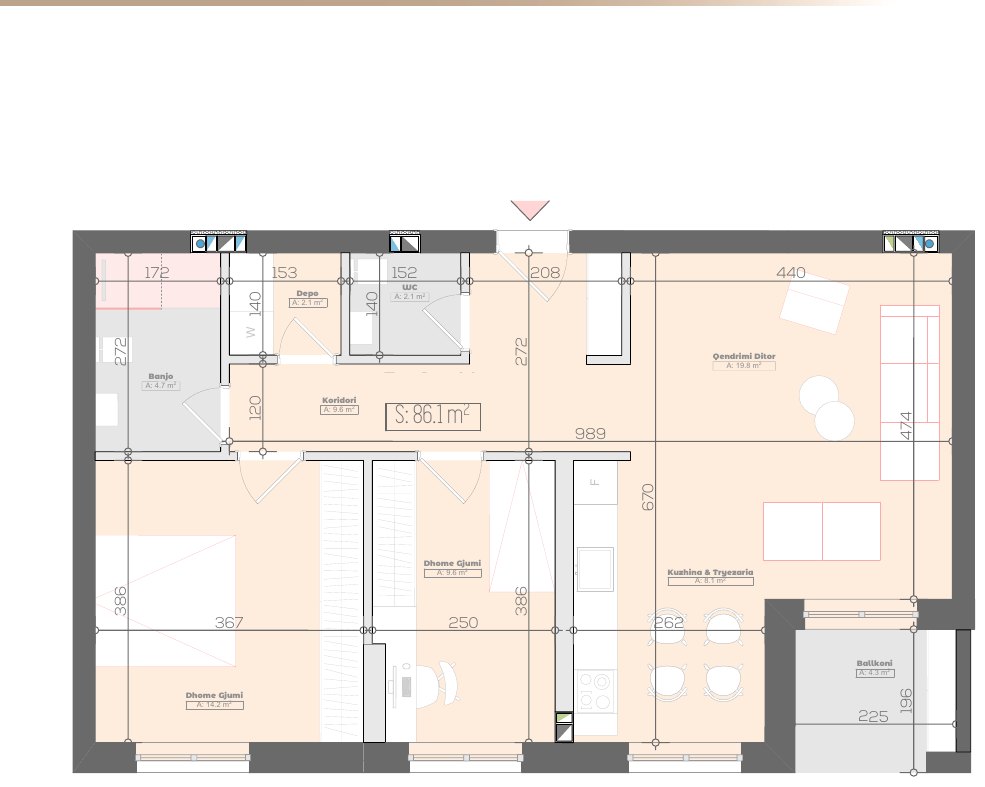 172
153
152
208
440
Depo
A: 2.1 m²
WC
A: 2.1 m²
140
140
W
272
272
Qendrimi Ditor
A: 19.8 m²
Banjo
A: 4.7 m²
Koridori
A: 9.6 m²
120
S: 86.1 m²
989
474
F
670
Dhome Gjumi
A: 9.6 m²
Kuzhina & Tryezaria
A: 8.1 m²
386
386
367
250
262
Ballkoni
A: 4.3 m²
Dhome Gjumi
A: 14.2 m²
196
225